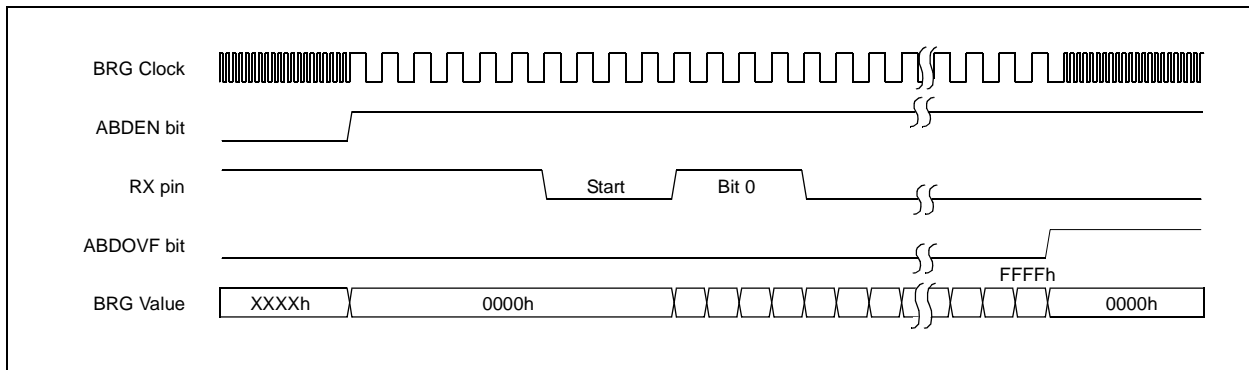 BRG Clock
ABDEN bit
RX pin
Start
Bit 0
ABDOVF bit
FFFFh
BRG Value
XXXXh
0000h
0000h